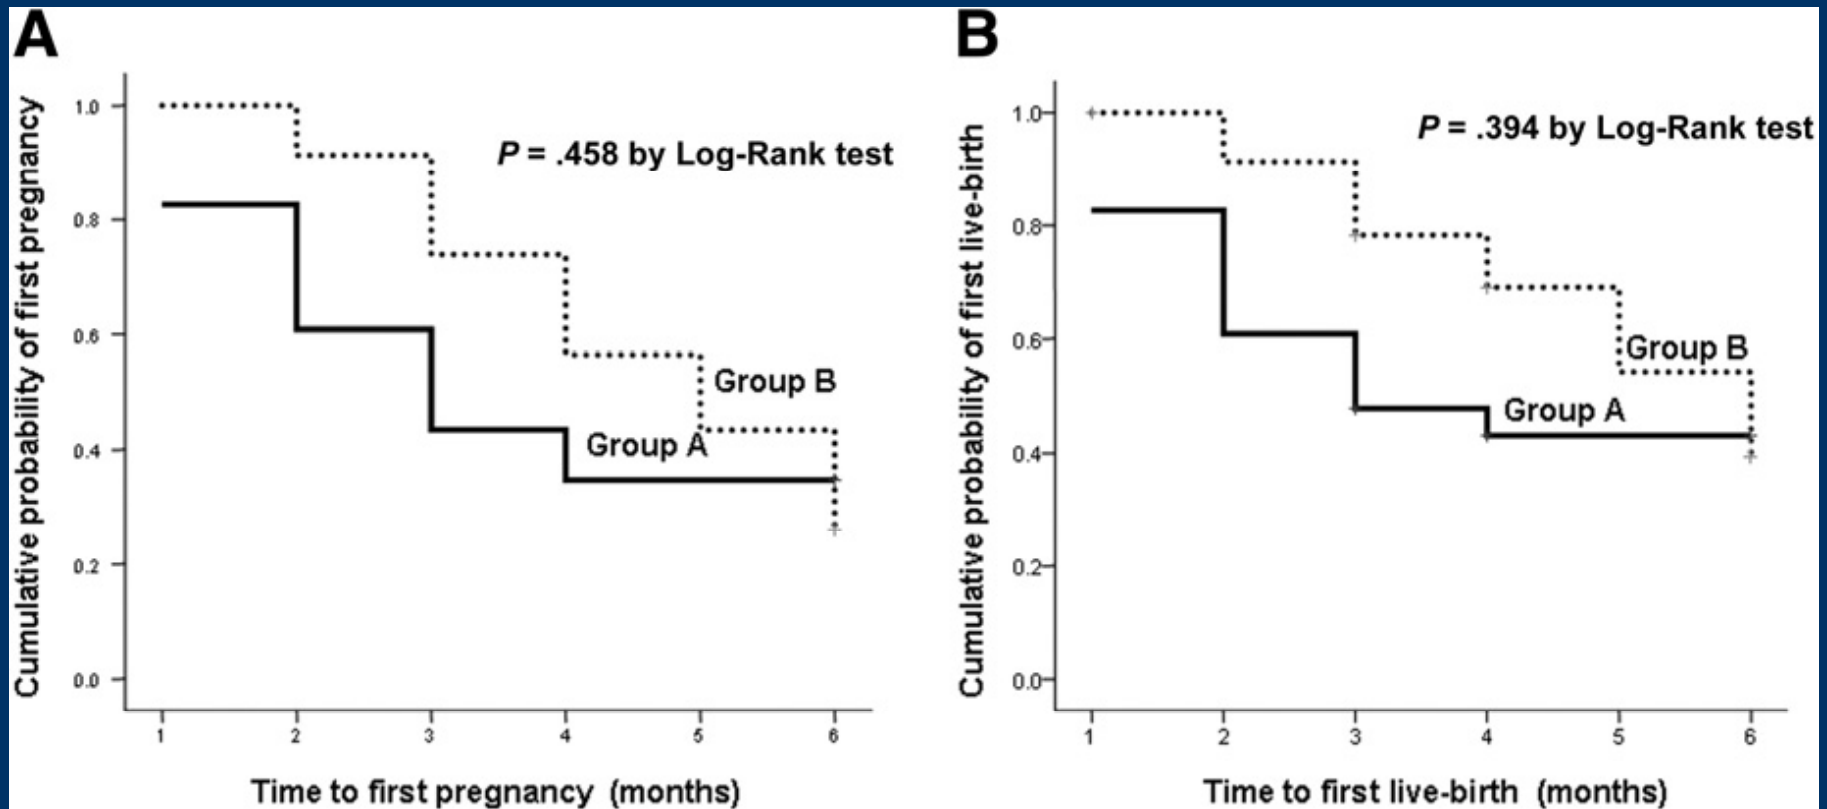 A
Cumulative probability of first pregnancy
1.0
0.8
0.6
0.4
0.2
0.0
P = .458 by Log-Rank test
Group B
Group A
1 2 3 4 5 6
Time to first pregnancy (months)
B
Cumulative probability of first live-birth
1.0
0.8
0.6
0.4
0.2
0.0
P = .394 by Log-Rank test
Group B
Group A
1 2 3 4 5 6
Time to first live-birth (months)